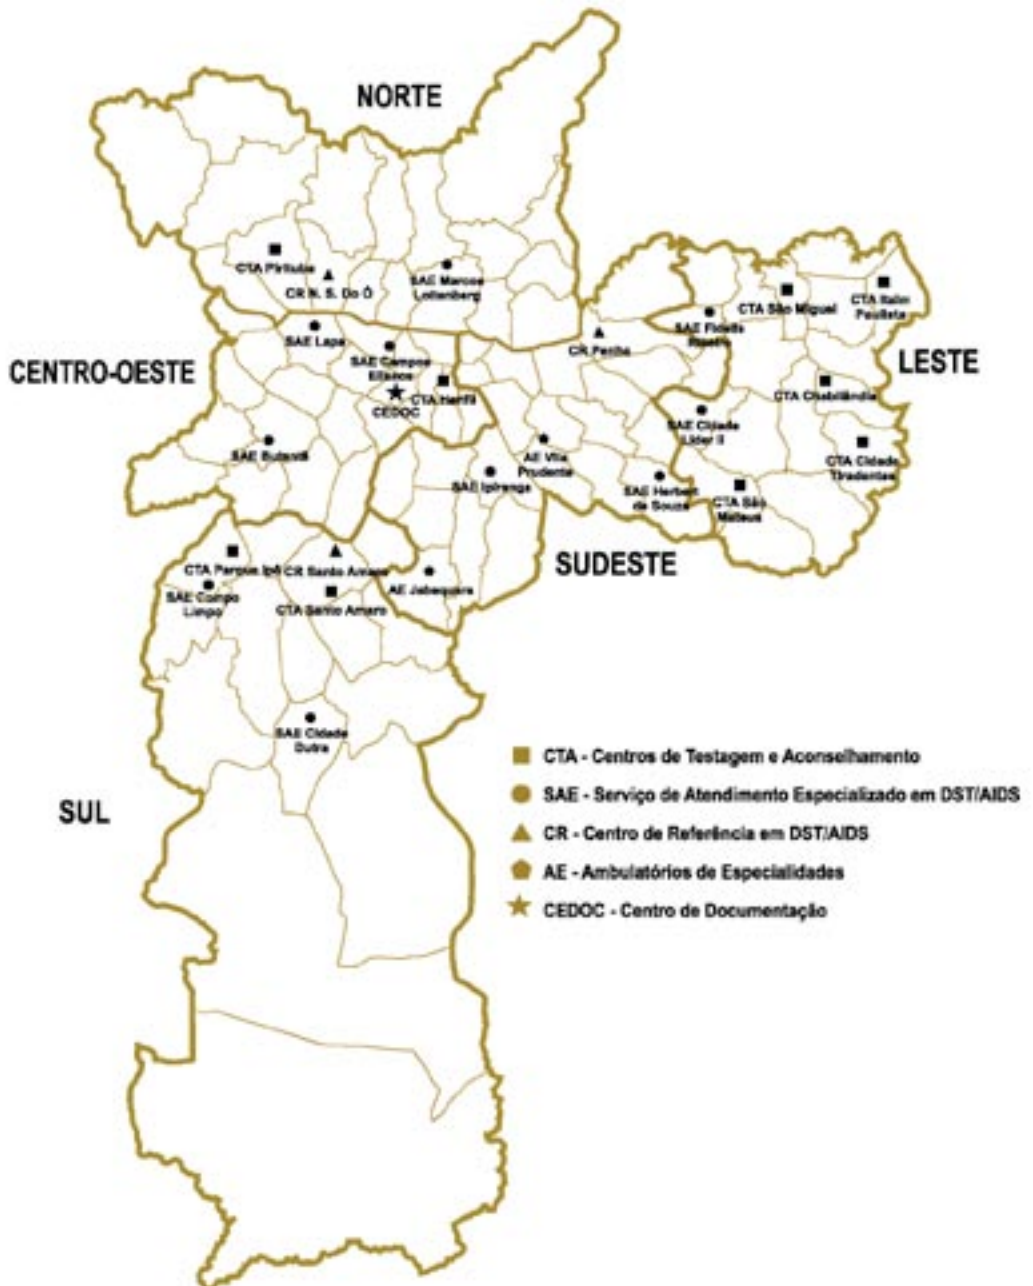 NORTE
CTA Pirituba
CR N. S. Do Ó
SAE Marcos
Lottenberg
SAE Lapa
SAE Campos
Elíseos
CENTRO-OESTE
CTA Henfil
CEDOC
SAE Butantã
CR Penha
SAE Fidelis
Ribeiro
CTA São Miguel
CTA Itaim
Paulista
LESTE
CTA Chabilândia
SAE Cidade
Líder II
CTA Cidade
Tiradentes
AE Vila
Prudente
SAE Ipiranga
SAE Herbert
de Souza
CTA São
Mateus
SUDESTE
CTA Parque Ipê
CR Santo Amaro
SAE Campo
Limpo
CTA Santo Amaro
AE Jabaquara
SAE Cidade
Dutra
SUL
CTA - Centros de Testagem e Aconselhamento
SAE - Serviço de Atendimento Especializado em DST/AIDS
CR - Centro de Referência em DST/AIDS
AE - Ambulatórios de Especialidades
CEDOC - Centro de Documentação